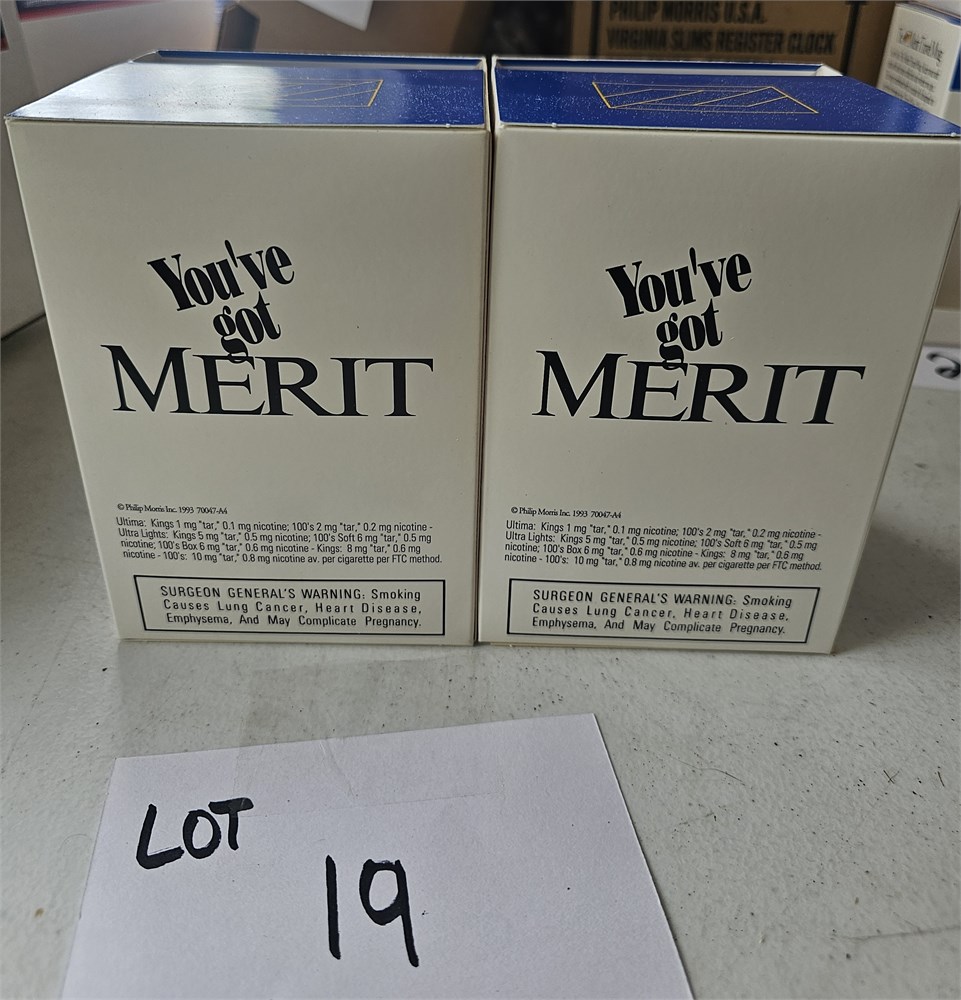 PHILIP MORRIS U.S.A.
VIRGINIA SLIMS REGISTER CLOCK
You've
got
MERIT
© Philip Morris Inc. 1993 70047-A4
Ultima: Kings 1 mg "tar," 0.1 mg nicotine; 100's 2 mg "tar," 0.2 mg nicotine -
Ultra Lights: Kings 5 mg "tar," 0.5 mg nicotine; 100's Soft 6 mg "tar," 0.5 mg
nicotine; 100's Box 6 mg "tar," 0.6 mg nicotine - Kings: 8 mg "tar," 0.6 mg
nicotine - 100's: 10 mg "tar," 0.8 mg nicotine av. per cigarette per FTC method.
SURGEON GENERAL'S WARNING: Smoking
Causes Lung Cancer, Heart Disease,
Emphysema, And May Complicate Pregnancy.
You've
got
MERIT
© Philip Morris Inc. 1993 70047-A4
Ultima: Kings 1 mg "tar," 0.1 mg nicotine; 100's 2 mg "tar," 0.2 mg nicotine -
Ultra Lights: Kings 5 mg "tar," 0.5 mg nicotine; 100's Soft 6 mg "tar," 0.5 mg
nicotine; 100's Box 6 mg "tar," 0.6 mg nicotine - Kings: 8 mg "tar," 0.6 mg
nicotine - 100's: 10 mg "tar," 0.8 mg nicotine av. per cigarette per FTC method.
SURGEON GENERAL'S WARNING: Smoking
Causes Lung Cancer, Heart Disease,
Emphysema, And May Complicate Pregnancy.
LOT
19